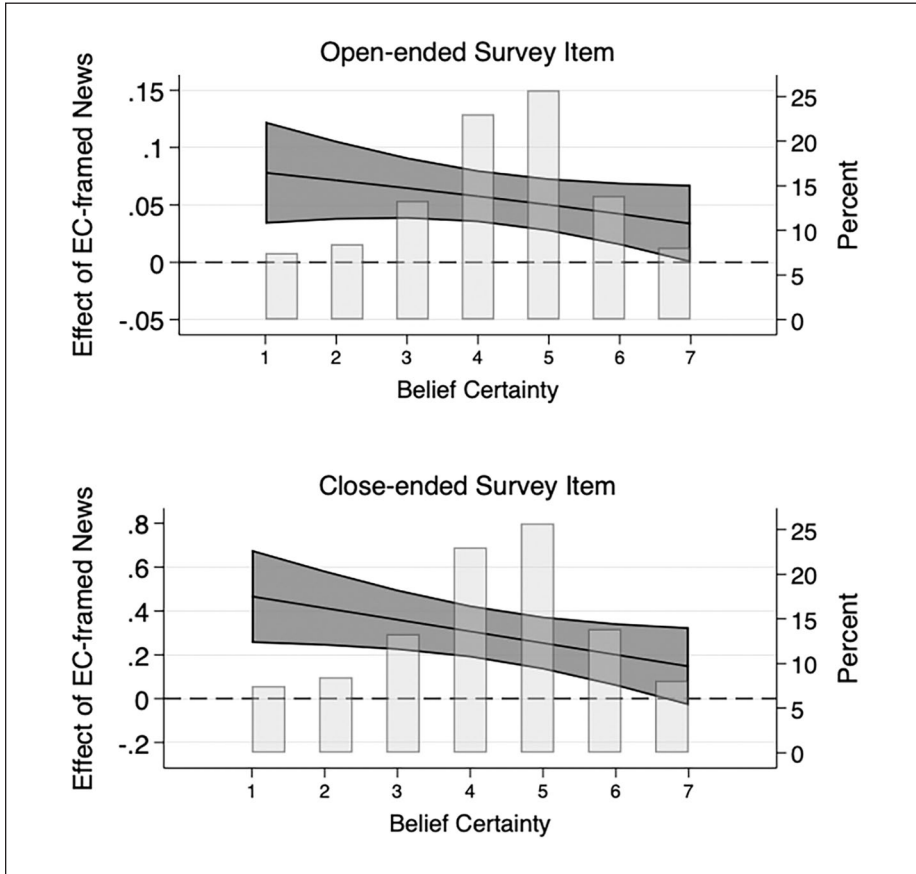 Open-ended Survey Item
Effect of EC-framed News
.15
.1
.05
0
-.05
25
20
15
10
5
0
Percent
1 2 3 4 5 6 7
Belief Certainty
Close-ended Survey Item
Effect of EC-framed News
.8
.6
.4
.2
0
-.2
25
20
15
10
5
0
Percent
1 2 3 4 5 6 7
Belief Certainty